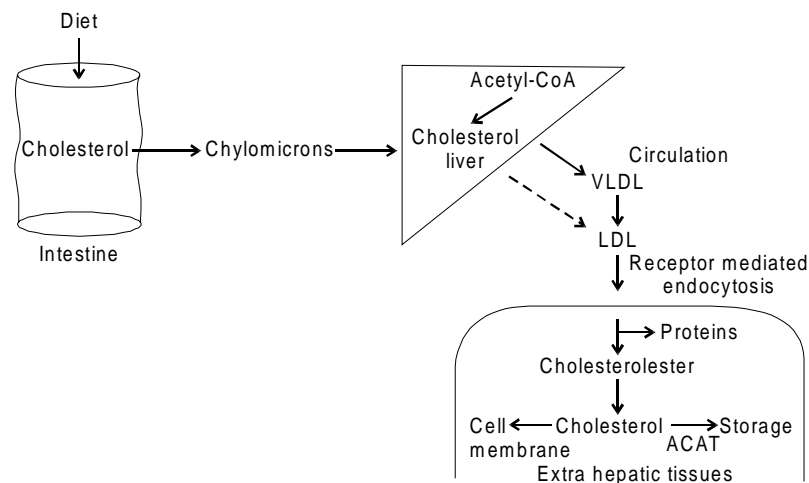 Diet
Acetyl-CoA
Cholesterol
Chylomicrons
Cholesterol
liver
Circulation
VLDL
LDL
Intestine
Receptor mediated
endocytosis
Proteins
Cholesterolester
Cell
membrane
Cholesterol
ACAT
Storage
Extra hepatic tissues